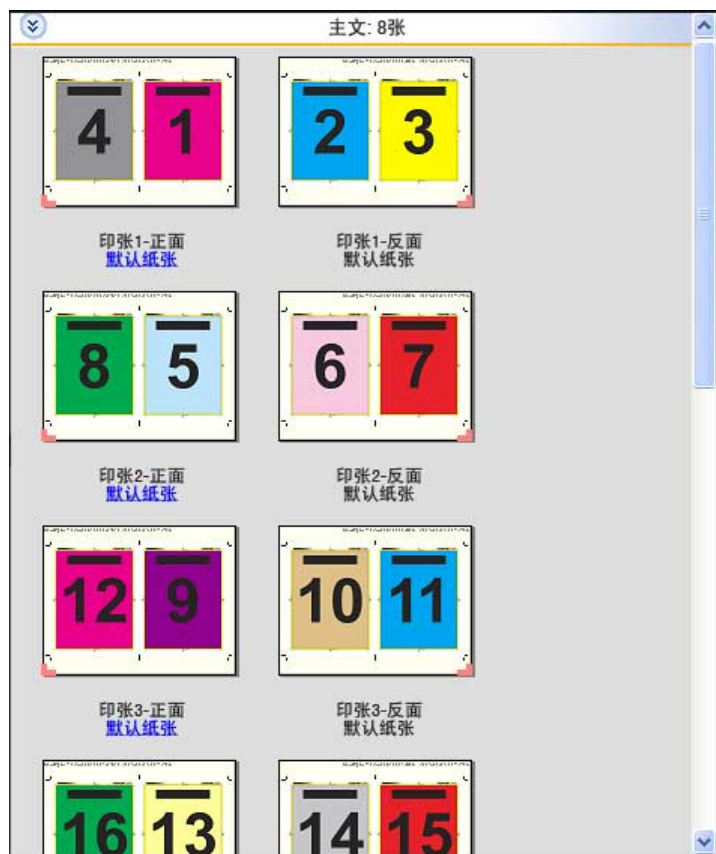 主文: 8张
4 1
2 3
印张1-正面
默认纸张
印张1-反面
默认纸张
8 5
6 7
印张2-正面
默认纸张
印张2-反面
默认纸张
12 9
10 11
印张3-正面
默认纸张
印张3-反面
默认纸张
16 13
14 15